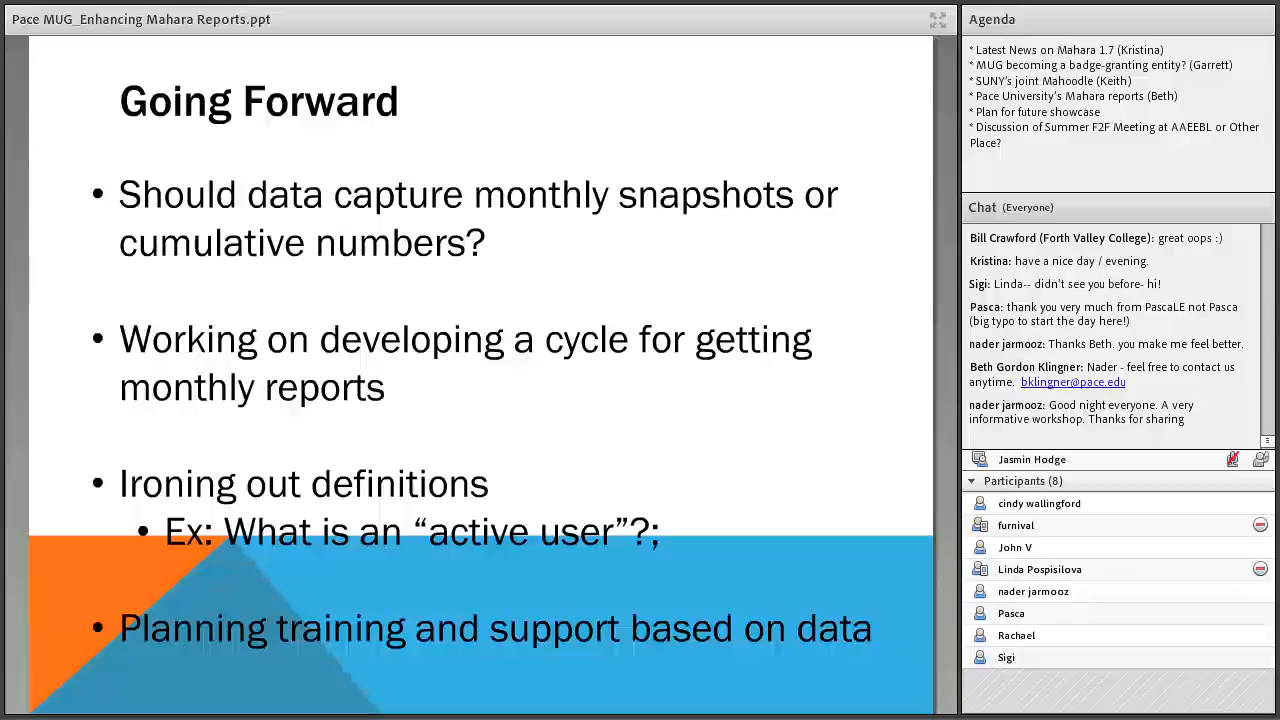 Pace MUG_Enhancing Mahara Reports.ppt
Going Forward
• Should data capture monthly snapshots or
cumulative numbers?
• Working on developing a cycle for getting
monthly reports
• Ironing out definitions
• Ex: What is an “active user”?;
• Planning training and support based on data
Agenda
* Latest News on Mahara 1.7 (Kristina)
* MUG becoming a badge-granting entity? (Garrett)
* SUNY's joint Mahoodle (Keith)
* Pace University's Mahara reports (Beth)
* Plan for future showcase
* Discussion of Summer F2F Meeting at AAEEBL or Other
Place?
Chat (Everyone)
Bill Crawford (Forth Valley College): great oops :)
Kristina: have a nice day / evening.
Sigi: Linda-- didn't see you before- hi!
Pasca: thank you very much from PascaLE not Pasca
(big typo to start the day here!)
nader jarmooz: Thanks Beth. you make me feel better.
Beth Gordon Klingner: Nader - feel free to contact us
anytime, bklingner@pace.edu
nader jarmooz: Good night everyone. A very
informative workshop. Thanks for sharing
Jasmin Hodge
Participants (8)
cindy wallingford
furnival
John V
Linda Pospisilova
nader jarmooz
Pasca
Rachael
Sigi